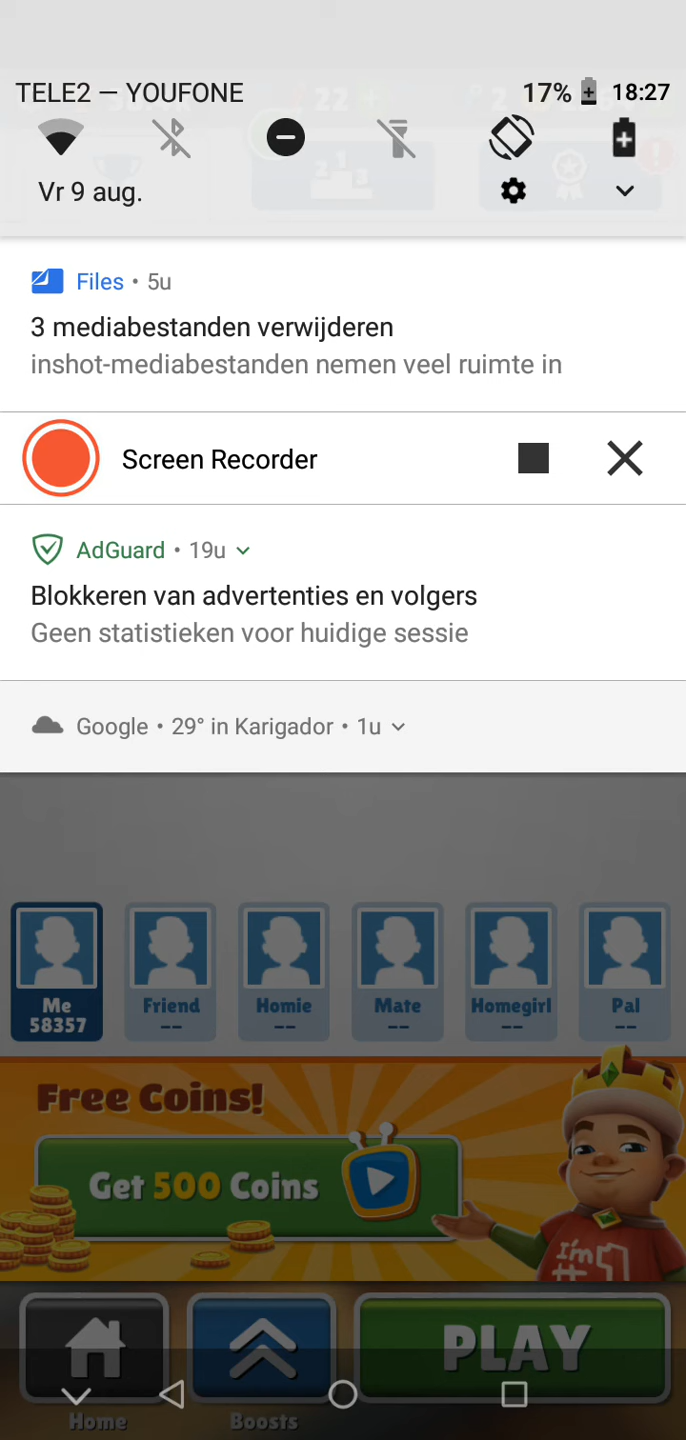 TELE2 — YOUFONE 17% 18:27
Vr 9 aug.
Files • 5u
3 mediabestanden verwijderen
inshot-mediabestanden nemen veel ruimte in
Screen Recorder
AdGuard • 19u
Blokkeren van advertenties en volgers
Geen statistieken voor huidige sessie
Google • 29° in Karigador • 1u
Me Friend Homie Mate Homegirl Pal
58357 -- -- -- -- --
Free Coins!
Get 500 Coins
I'm
#1
PLAY
Home Boosts